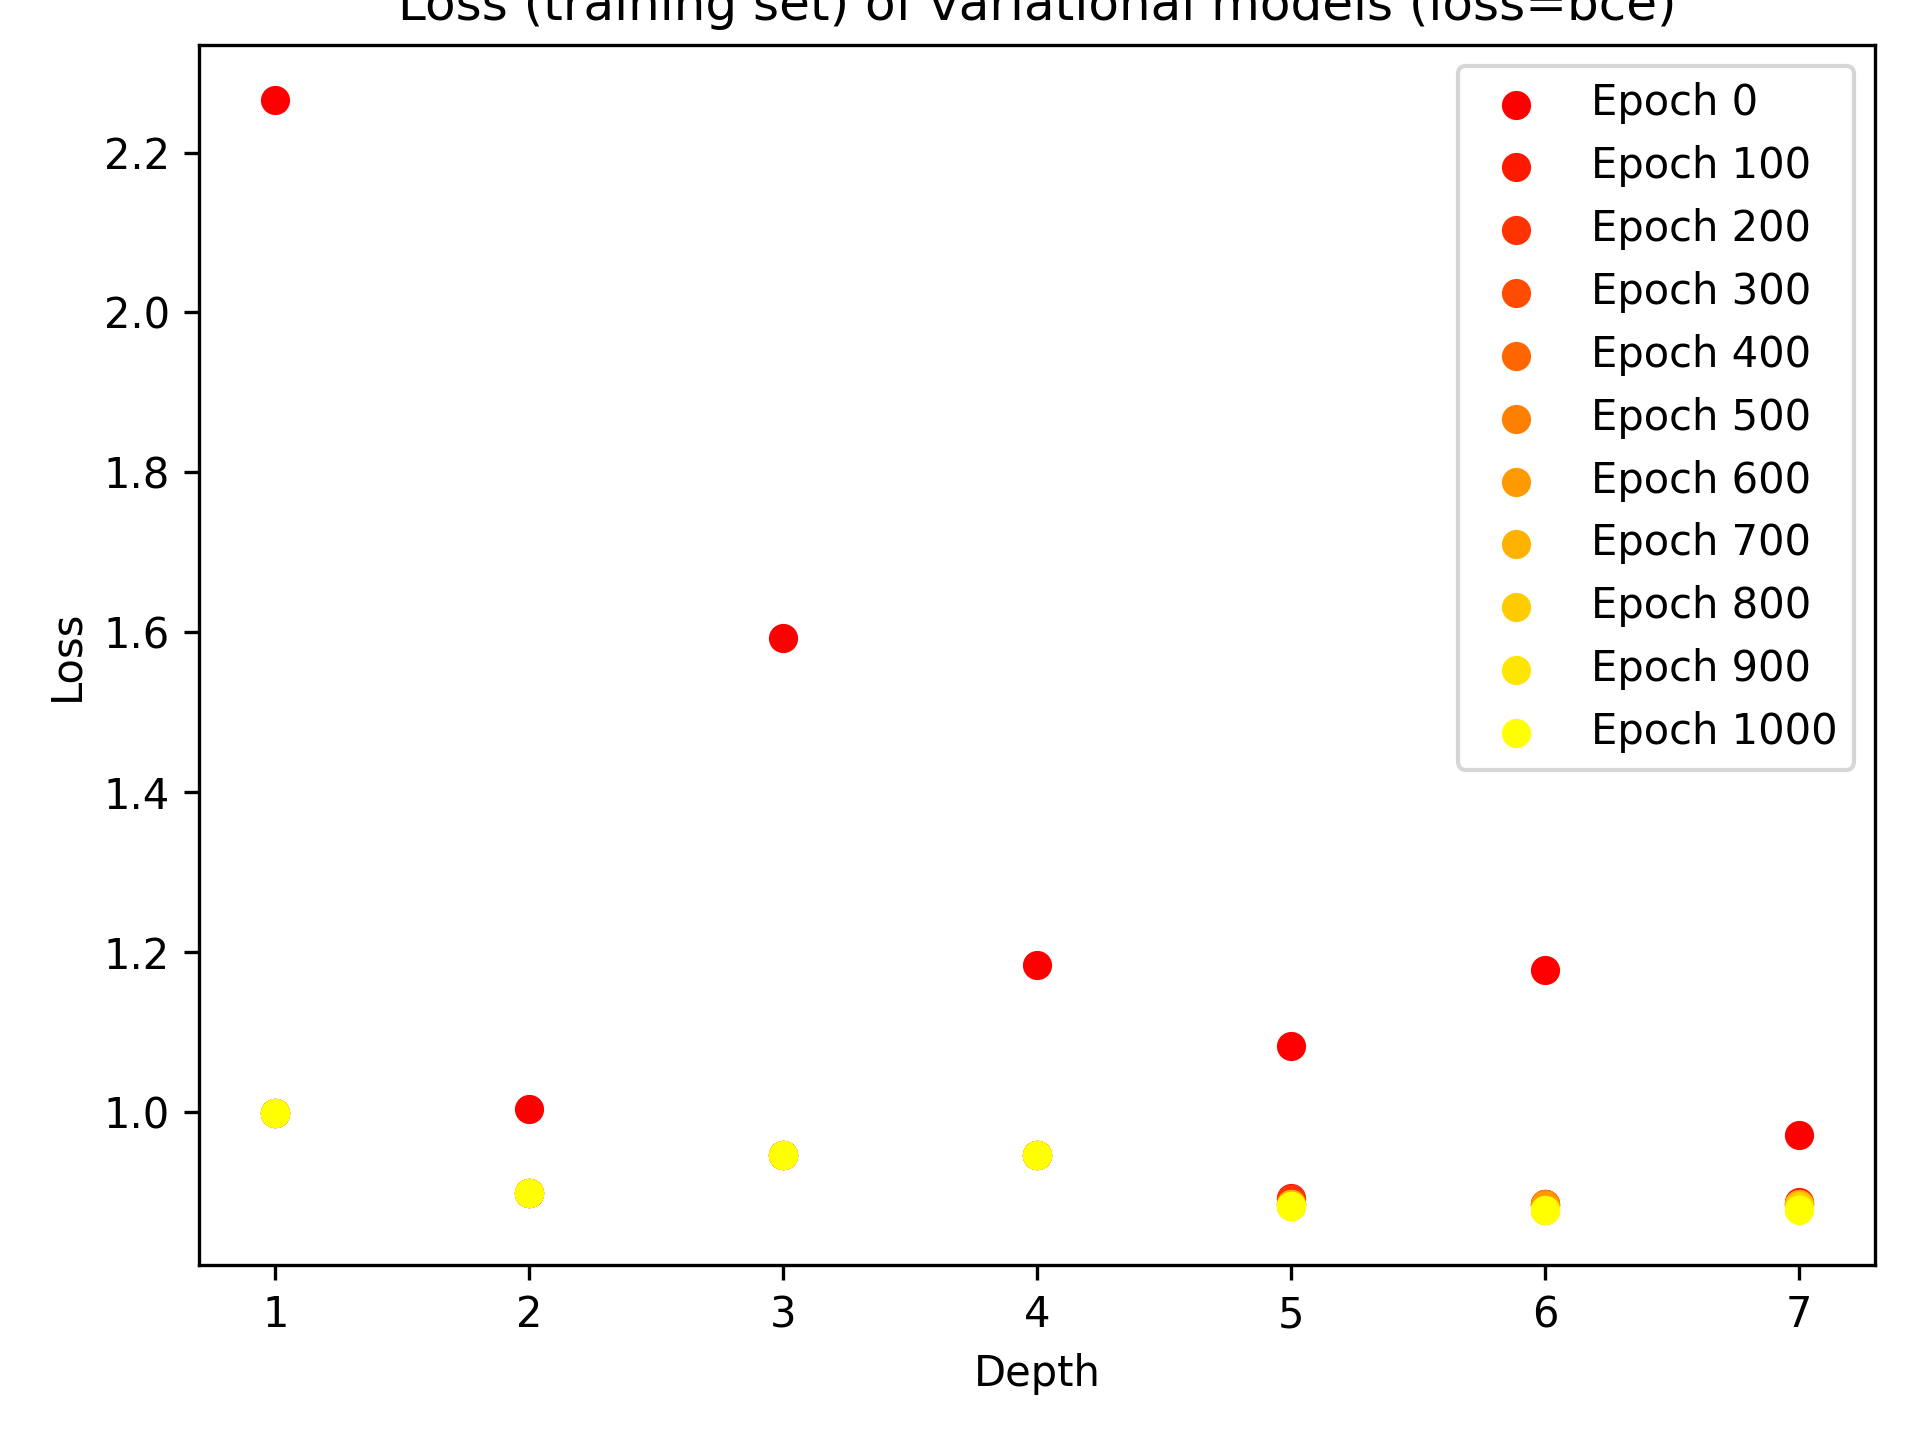 Loss (training set) of variational models (loss=bce)
Epoch 0
Epoch 100
Epoch 200
Epoch 300
Epoch 400
Epoch 500
Epoch 600
Epoch 700
Epoch 800
Epoch 900
Epoch 1000
2.2
2.0
1.8
1.6
1.4
1.2
1.0
Loss
1 2 3 4 5 6 7
Depth